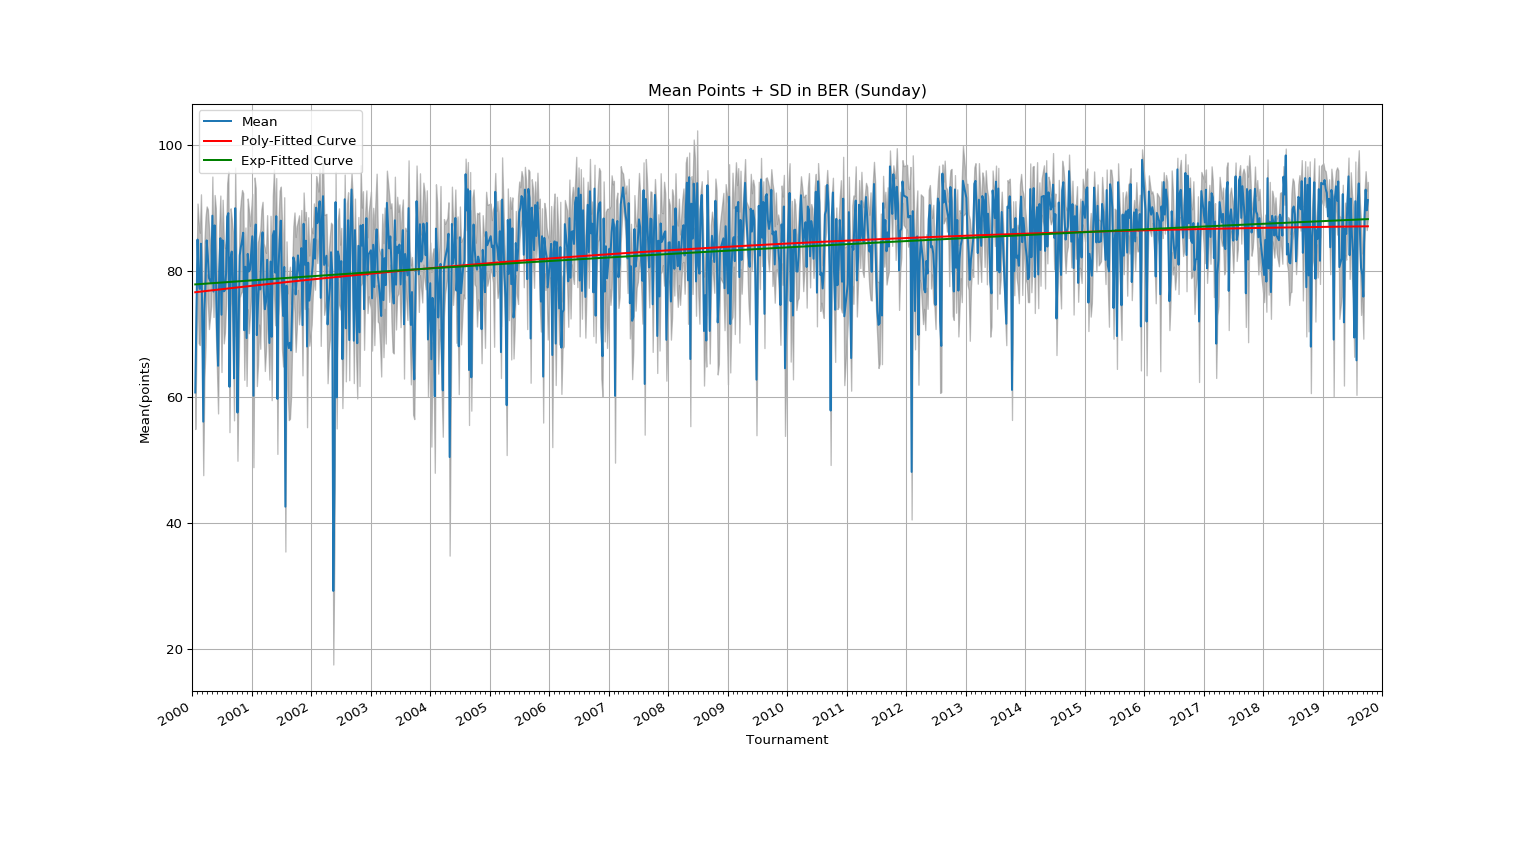 Mean Points + SD in BER (Sunday)
Mean
Poly-Fitted Curve
Exp-Fitted Curve
100
80
60
40
20
Mean(points)
2000 2001 2002 2003 2004 2005 2006 2007 2008 2009 2010 2011 2012 2013 2014 2015 2016 2017 2018 2019 2020
Tournament